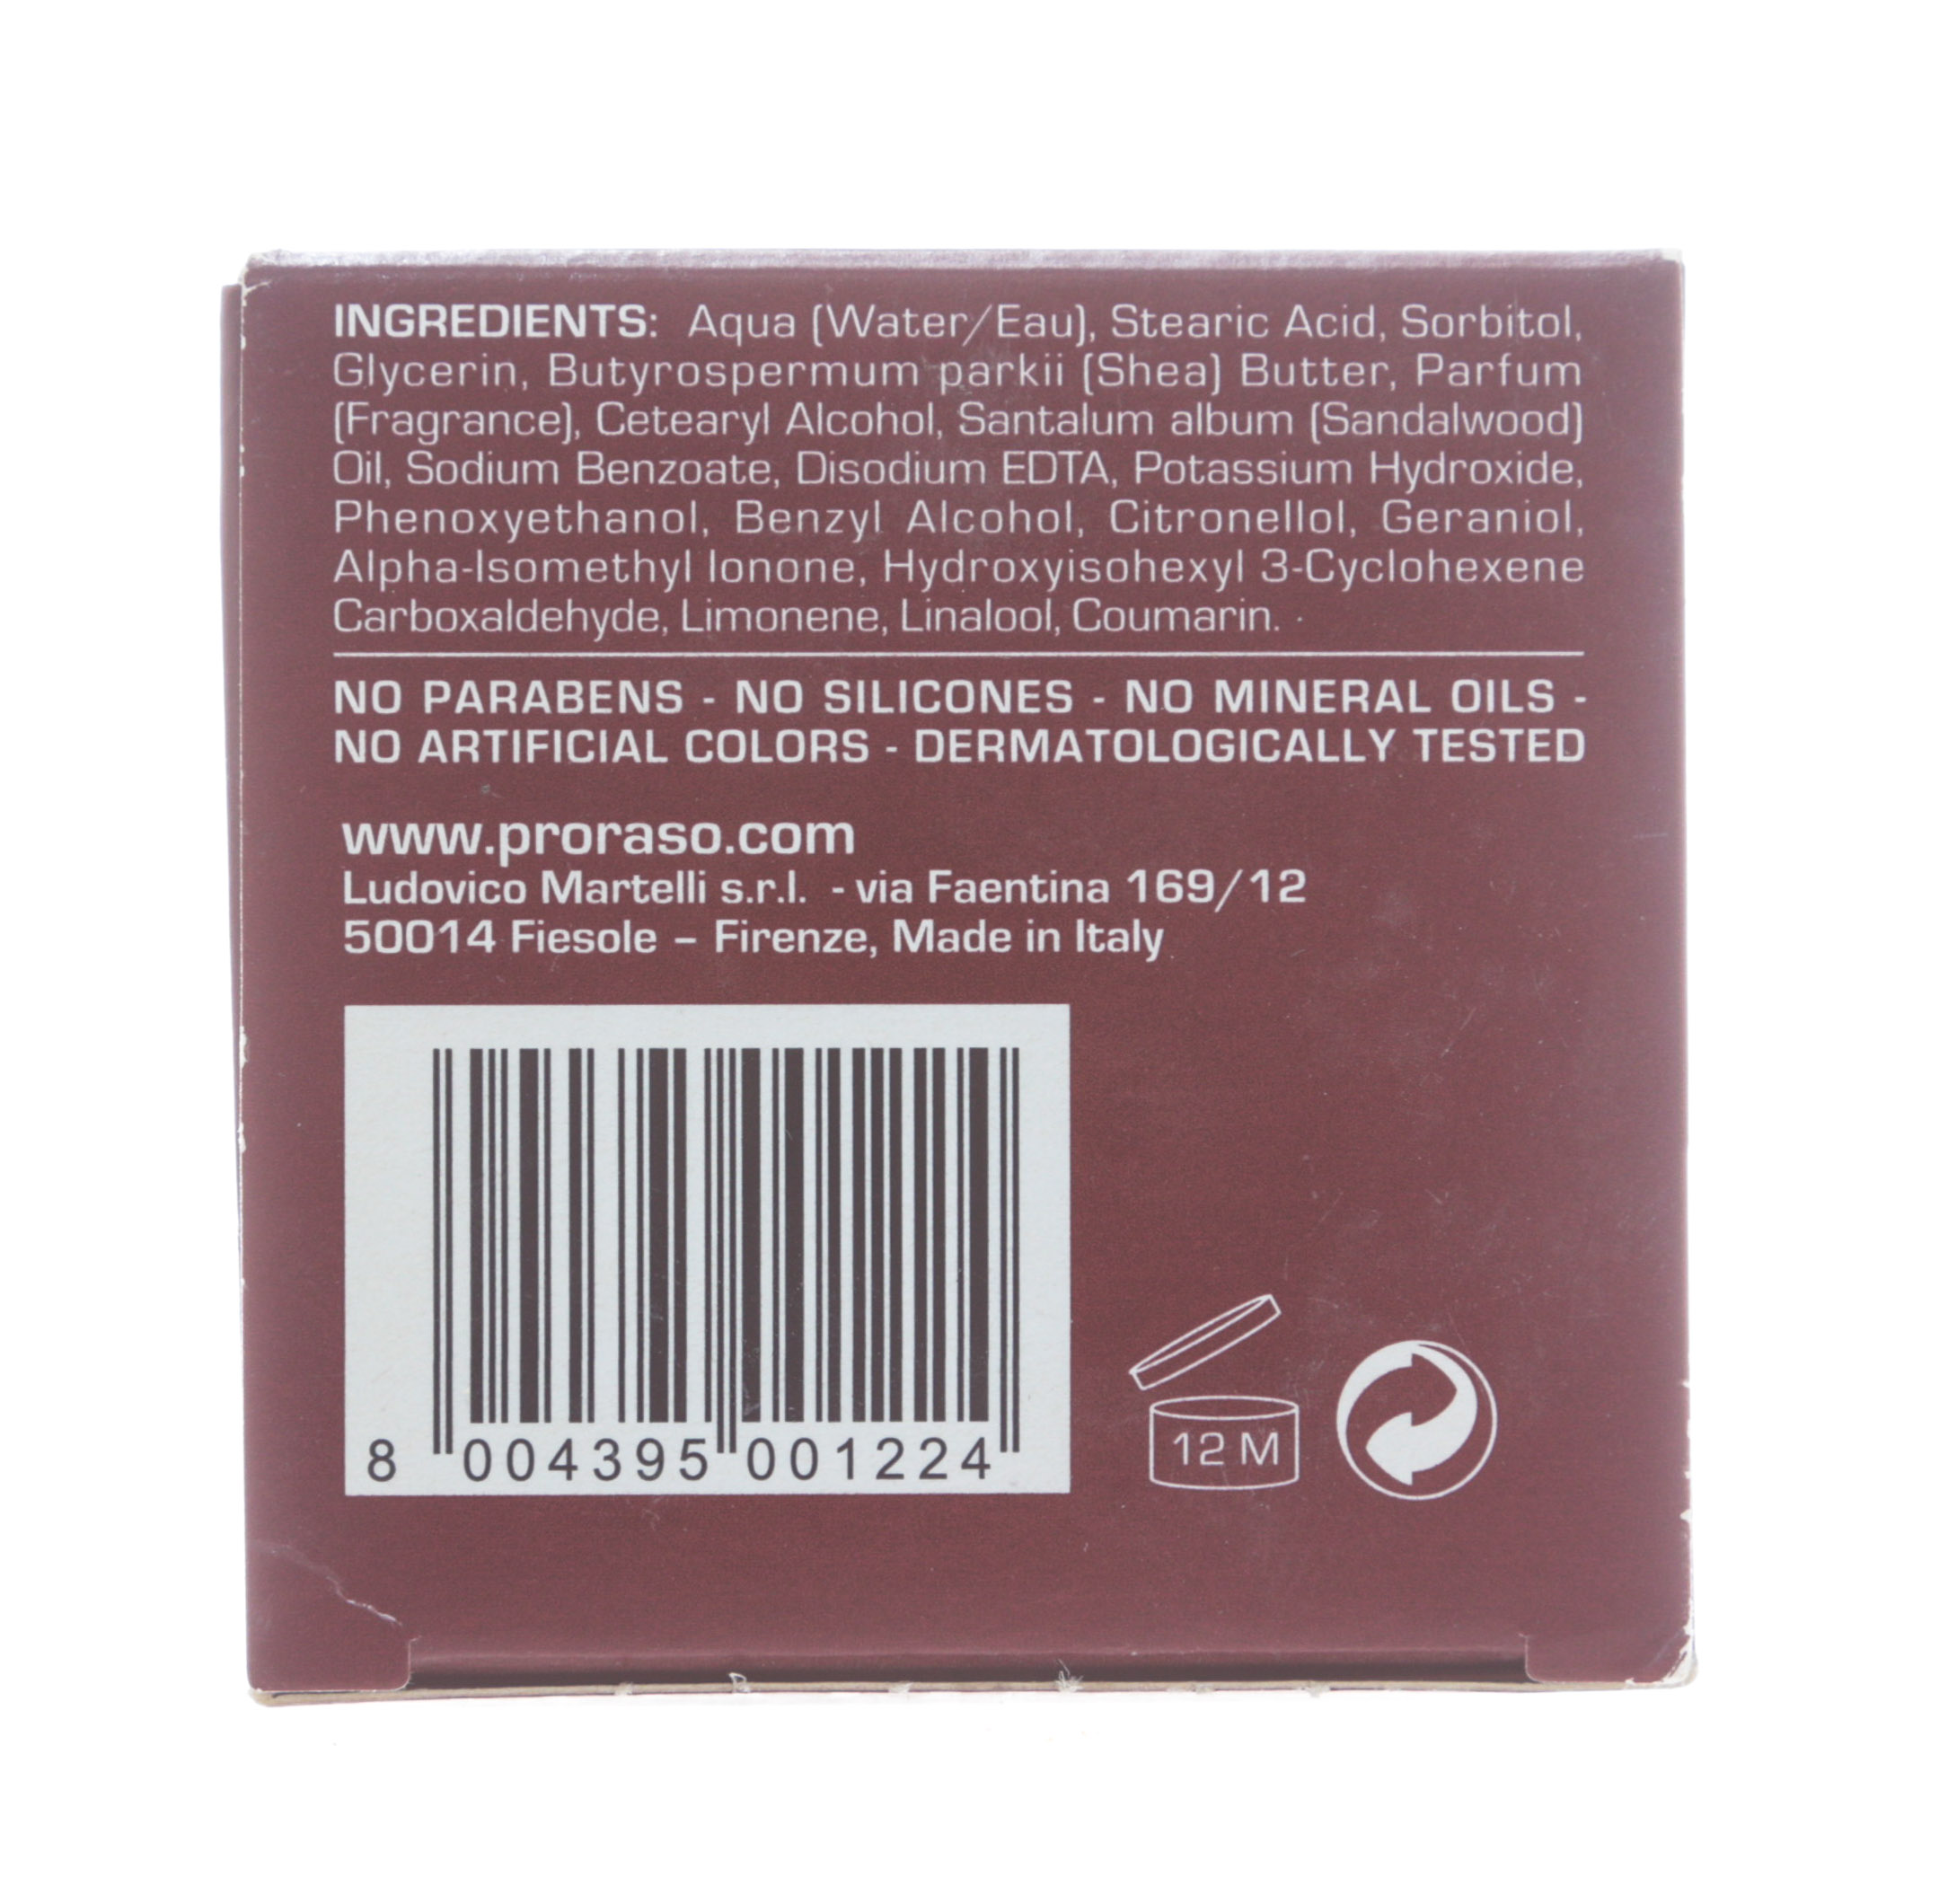 INGREDIENTS: Aqua (Water/Eau), Stearic Acid, Sorbitol,
Glycerin, Butyrospermum parkii (Shea) Butter, Parfum
(Fragrance), Cetearyl Alcohol, Santalum album (Sandalwood)
Oil, Sodium Benzoate, Disodium EDTA, Potassium Hydroxide,
Phenoxyethanol, Benzyl Alcohol, Citronellol, Geraniol,
Alpha-Isomethyl Ionone, Hydroxyisohexyl 3-Cyclohexene
Carboxaldehyde, Limonene, Linalool, Coumarin.
NO PARABENS - NO SILICONES - NO MINERAL OILS -
NO ARTIFICIAL COLORS - DERMATOLOGICALLY TESTED
www.proraso.com
Ludovico Martelli s.r.l. - via Faentina 169/12
50014 Fiesole – Firenze, Made in Italy
8 004395 001224
12 M